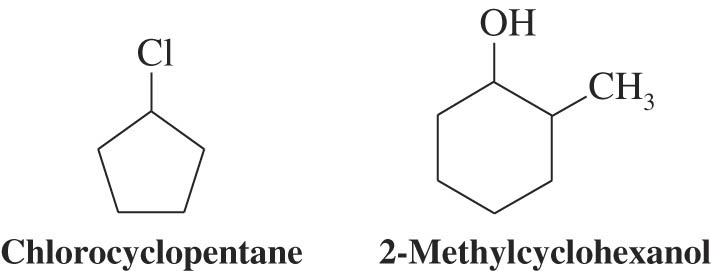 Cl
Chlorocyclopentane
OH
CH₃
2-Methylcyclohexanol